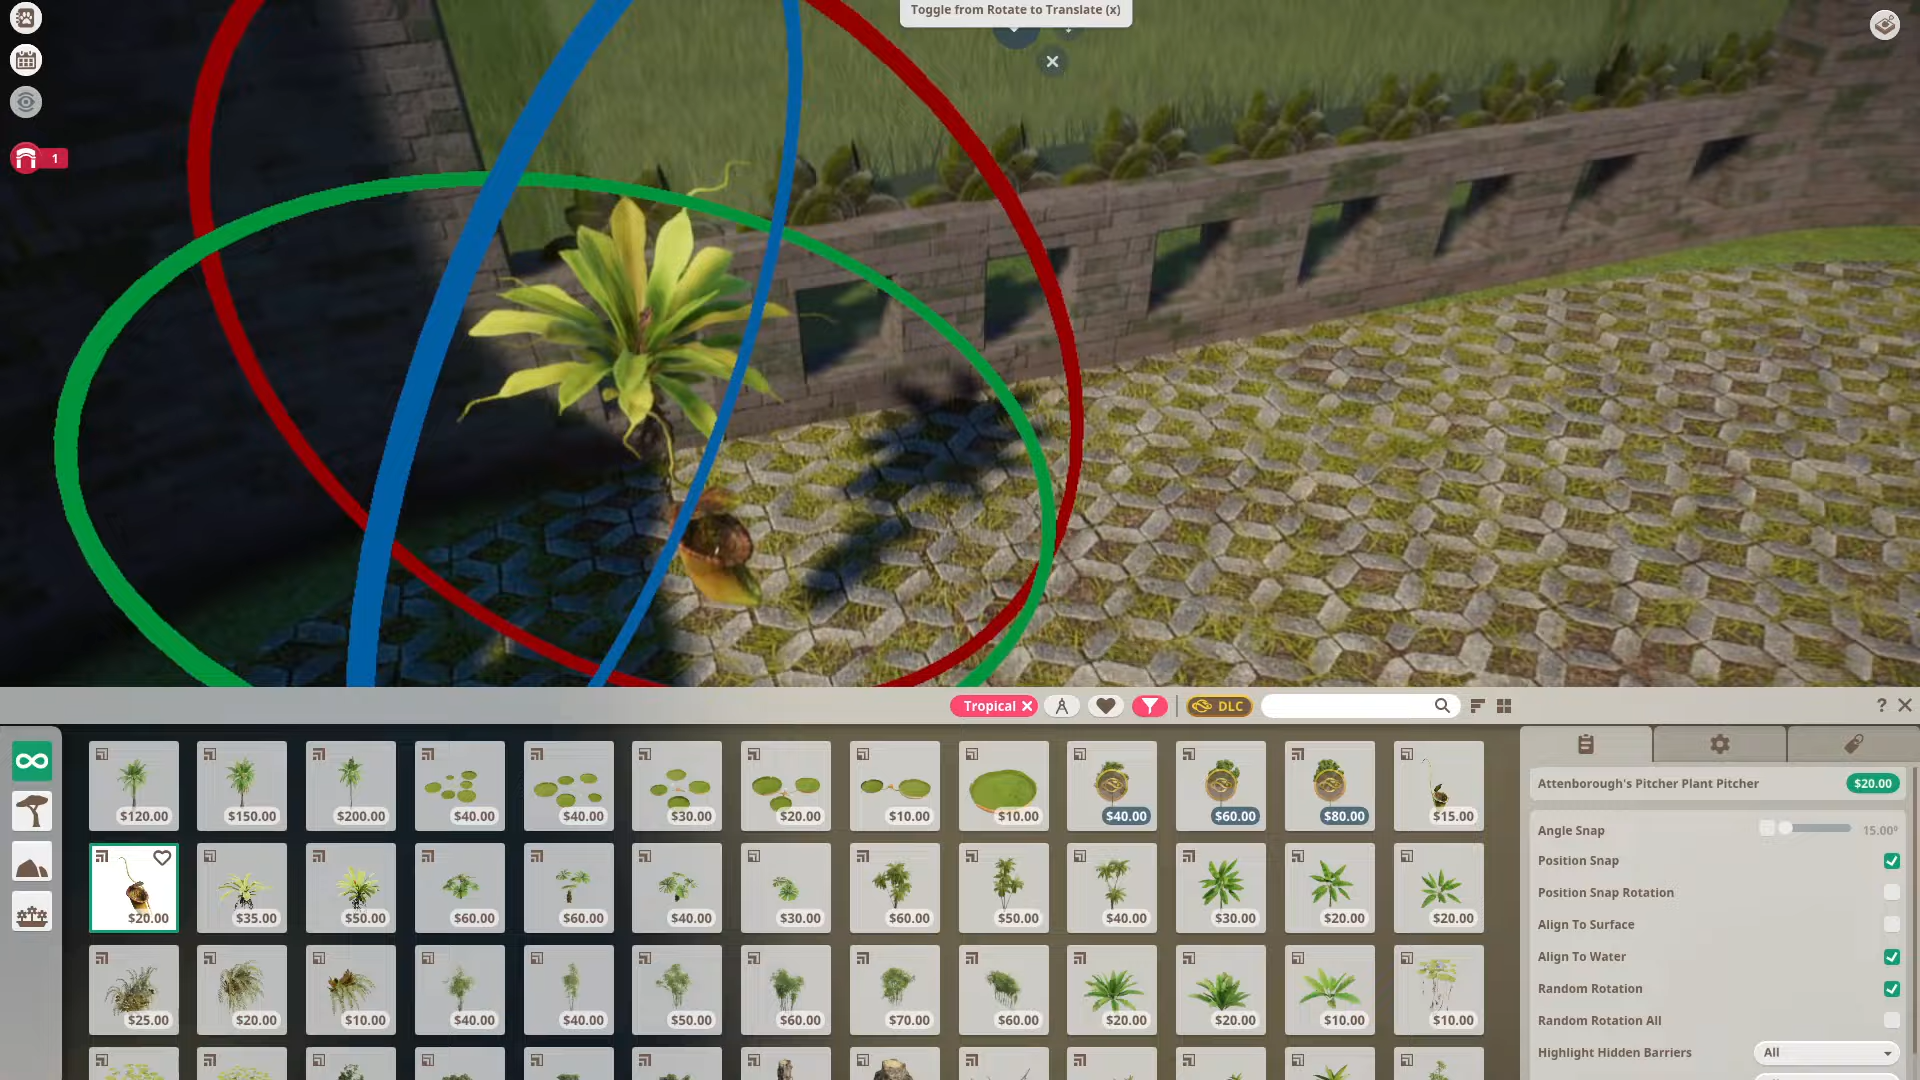 Toggle from Rotate to Translate (x)
1
Tropical
DLC
?
$120.00 $150.00 $200.00 $40.00 $40.00 $30.00 $20.00 $10.00 $10.00 $40.00 $60.00 $80.00 $15.00
$20.00 $35.00 $50.00 $60.00 $60.00 $40.00 $30.00 $60.00 $50.00 $40.00 $30.00 $20.00 $20.00
$25.00 $20.00 $10.00 $40.00 $40.00 $50.00 $60.00 $70.00 $60.00 $20.00 $20.00 $10.00 $10.00
Attenborough's Pitcher Plant Pitcher $20.00
Angle Snap 15.00°
Position Snap
Position Snap Rotation
Align To Surface
Align To Water
Random Rotation
Random Rotation All
Highlight Hidden Barriers All